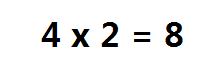 4 x 2 = 8